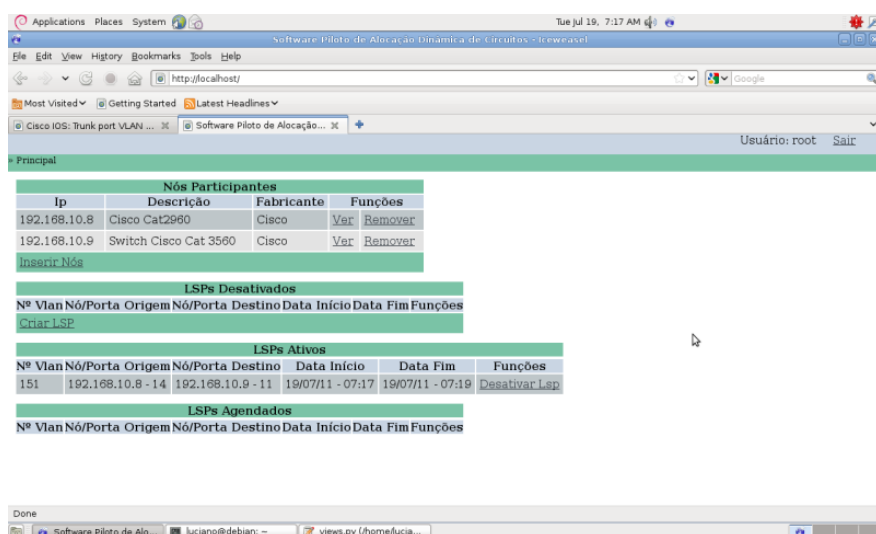 Applications Places System Tue Jul 19, 7:17 AM
Software Piloto de Alocação Dinamica de Circuitos - Iceweasel
File Edit View History Bookmarks Tools Help
http://localhost/ Google
Most Visited Getting Started Latest Headlines
Cisco IOS: Trunk port VLAN ... Software Piloto de Alocação...
Usuário: root Sair
» Principal
Nós Participantes
Ip Descrição Fabricante Funções
192.168.10.8 Cisco Cat2960 Cisco Ver Remover
192.168.10.9 Switch Cisco Cat 3560 Cisco Ver Remover
Inserir Nós
LSPs Desativados
Nº Vlan Nó/Porta Origem Nó/Porta Destino Data Início Data Fim Funções
Criar LSP
LSPs Ativos
Nº Vlan Nó/Porta Origem Nó/Porta Destino Data Início Data Fim Funções
151 192.168.10.8 - 14 192.168.10.9 - 11 19/07/11 - 07:17 19/07/11 - 07:19 Desativar Lsp
LSPs Agendados
Nº Vlan Nó/Porta Origem Nó/Porta Destino Data Início Data Fim Funções
Done
Software Piloto de Alo... luciano@debian: ~ views.py (/home/lucia...